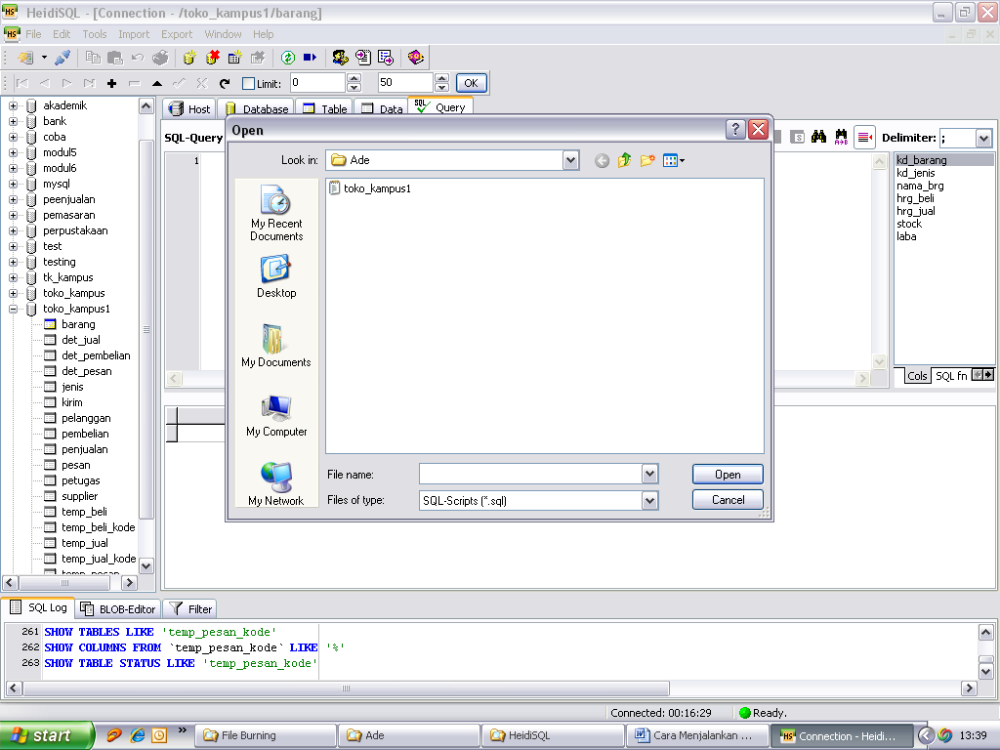 HeidiSQL - [Connection - /toko_kampus1/barang]
File Edit Tools Import Export Window Help
Limit: 0 50 OK
akademik
bank
coba
modul5
modul6
mysql
peenjualan
pemasaran
perpustakaan
test
testing
tk_kampus
toko_kampus
toko_kampus1
barang
det_jual
det_pembelian
det_pesan
jenis
kirim
pelanggan
pembelian
penjualan
pesan
petugas
supplier
temp_beli
temp_beli_kode
temp_jual
temp_jual_kode
temp_pesan
Host Database Table Data SQL Query
SQL-Query
Delimiter: ;
1
kd_barang
kd_jenis
nama_brg
hrg_beli
hrg_jual
stock
laba
Cols SQL fn
Open
Look in: Ade
My Recent
Documents
Desktop
My Documents
My Computer
My Network
toko_kampus1
File name: Open
Files of type: SQL-Scripts (*.sql) Cancel
SQL Log BLOB-Editor Filter
261 SHOW TABLES LIKE 'temp_pesan_kode'
262 SHOW COLUMNS FROM `temp_pesan_kode` LIKE '%'
263 SHOW TABLE STATUS LIKE 'temp_pesan_kode'
Connected: 00:16:29 Ready.
start File Burning Ade HeidiSQL Cara Menjalankan ... Connection - Heidi... 13:39